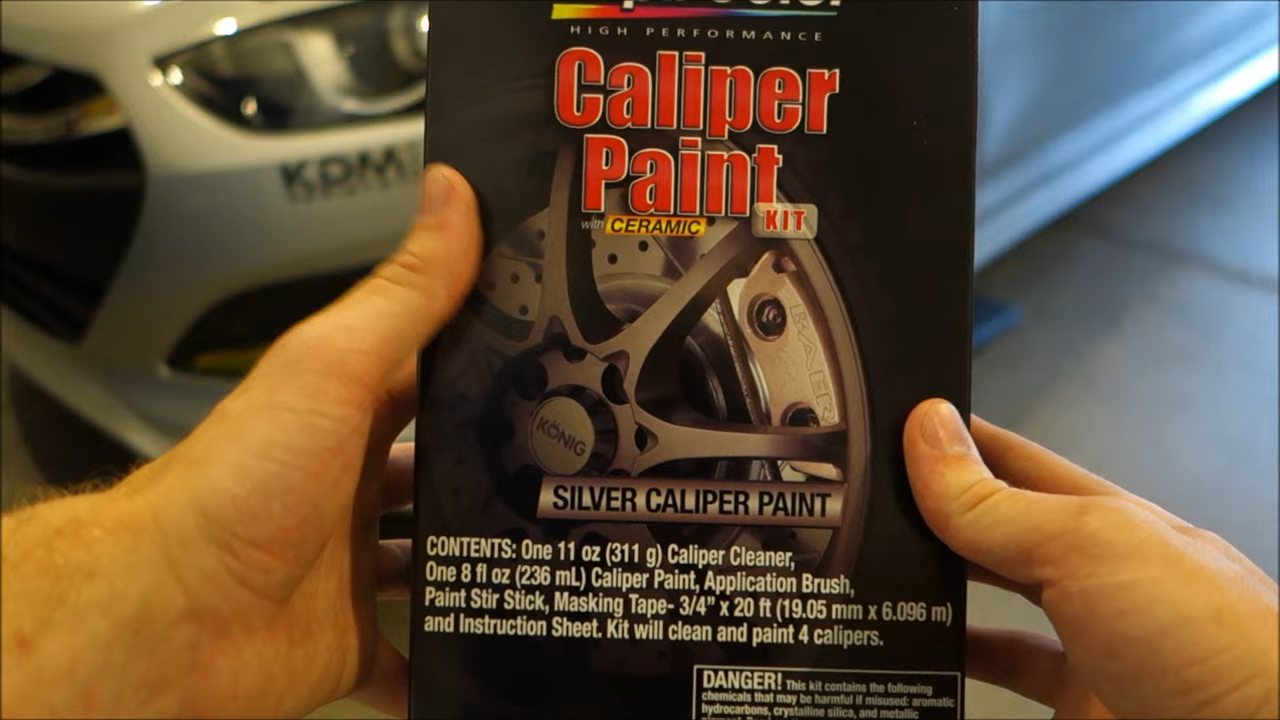 HIGH PERFORMANCE
Caliper
Paint
KIT
with CERAMIC
BAER
KÖNIG
SILVER CALIPER PAINT
CONTENTS: One 11 oz (311 g) Caliper Cleaner,
One 8 fl oz (236 mL) Caliper Paint, Application Brush,
Paint Stir Stick, Masking Tape- 3/4" x 20 ft (19.05 mm x 6.096 m)
and Instruction Sheet. Kit will clean and paint 4 calipers.
DANGER! This kit contains the following
chemicals that may be harmful if misused: aromatic
hydrocarbons, crystalline silica, and metallic
KDM